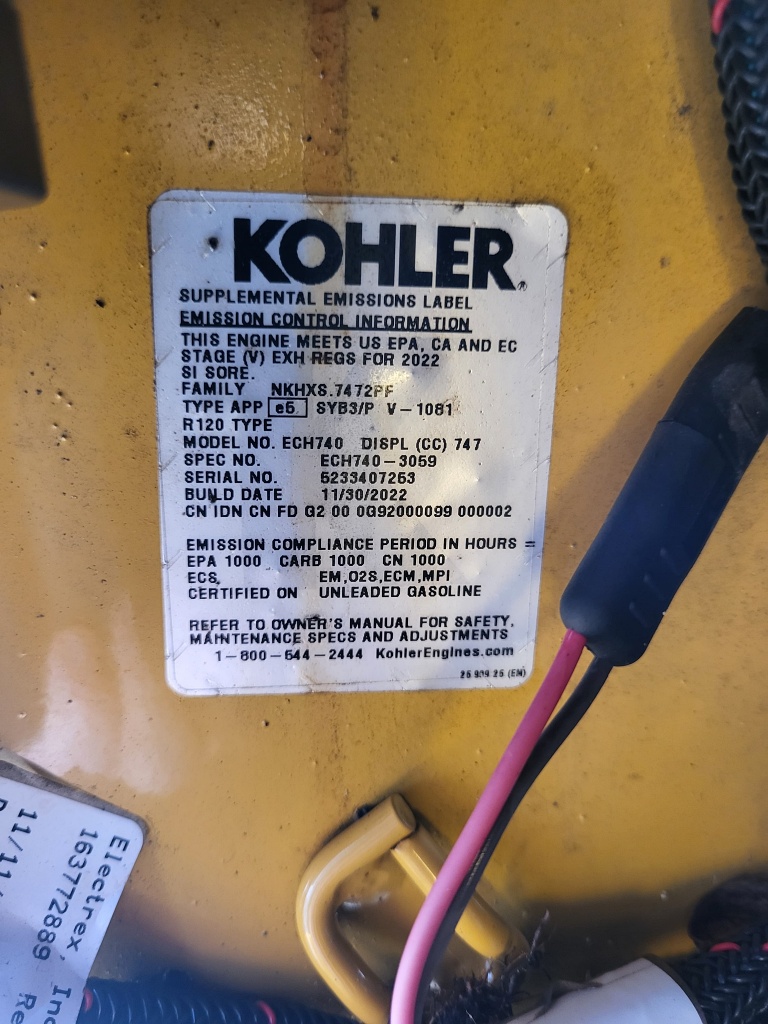 KOHLER.
SUPPLEMENTAL EMISSIONS LABEL
EMISSION CONTROL INFORMATION
THIS ENGINE MEETS US EPA, CA AND EC
STAGE (V) EXH REGS FOR 2022
SI SORE.
FAMILY NKHXS.7472PF
TYPE APP e5 SYB3/P V-1081
R120 TYPE
MODEL NO. ECH740 DISPL (CC) 747
SPEC NO. ECH740-3059
SERIAL NO. 5233407253
BUILD DATE 11/30/2022
CN IDN CN FD G2 00 0G92000099 000002
EMISSION COMPLIANCE PERIOD IN HOURS =
EPA 1000 CARB 1000 CN 1000
ECS, EM,O2S,ECM,MPI
CERTIFIED ON UNLEADED GASOLINE
REFER TO OWNER'S MANUAL FOR SAFETY,
MAINTENANCE SPECS AND ADJUSTMENTS
1-800-544-2444 KohlerEngines.com
25 909 25 (EN)
Electrex, Inc
163772889 Re
11/11/